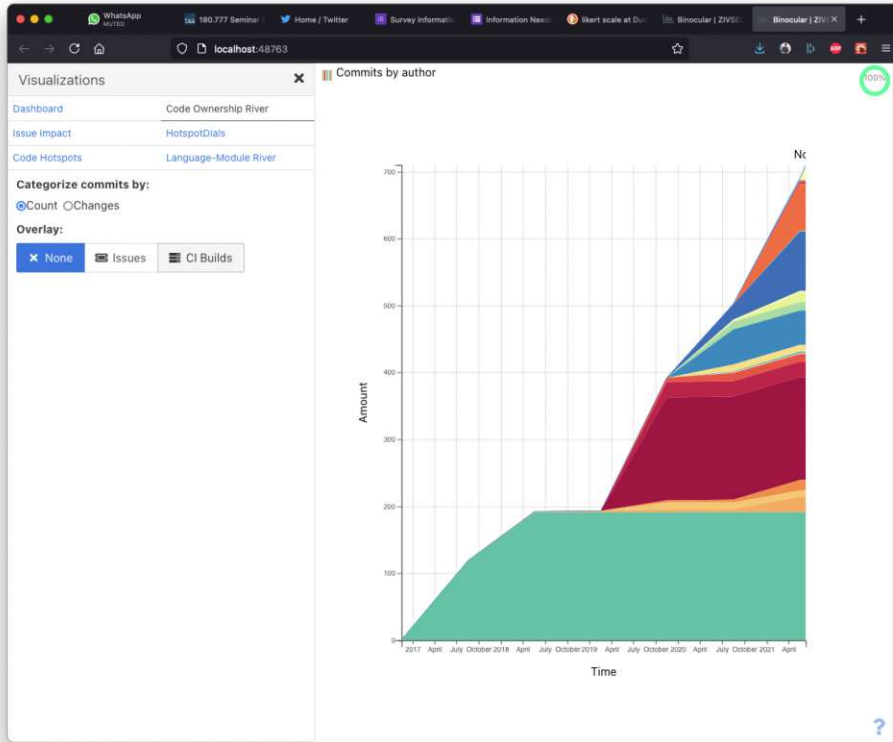 WhatsApp
MUTED
180.777 Seminar
Home / Twitter
Survey Informatio
Information Needs
likert scale at Duc
Binocular | ZIVSED
Binocular | ZIV
localhost:48763
Visualizations
Dashboard
Code Ownership River
Issue Impact
HotspotDials
Code Hotspots
Language-Module River
Categorize commits by:
Count Changes
Overlay:
None Issues CI Builds
Commits by author
100%
No
700
600
500
400
300
200
100
0
Amount
2017 April July October 2018 April July October 2019 April July October 2020 April July October 2021 April
Time
?